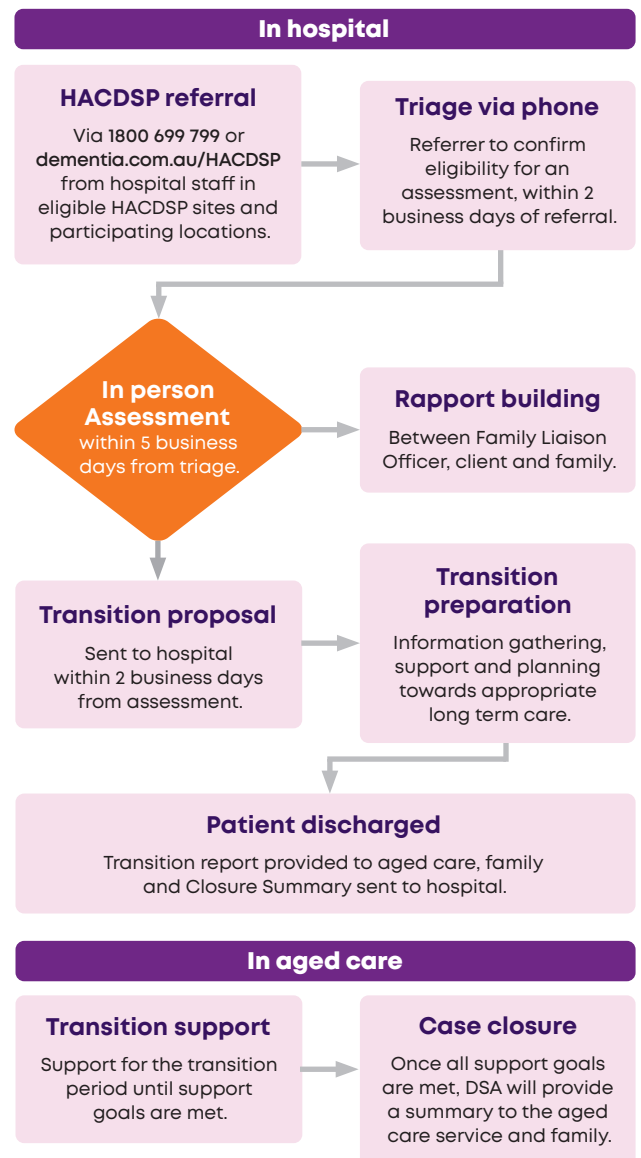 In hospital
HACDSP referral
Via 1800 699 799 or
dementia.com.au/HACDSP
from hospital staff in
eligible HACDSP sites and
participating locations.
Triage via phone
Referrer to confirm
eligibility for an
assessment, within 2
business days of referral.
In person
Assessment
within 5 business
days from triage.
Rapport building
Between Family Liaison
Officer, client and family.
Transition proposal
Sent to hospital
within 2 business days
from assessment.
Transition
preparation
Information gathering,
support and planning
towards appropriate
long term care.
Patient discharged
Transition report provided to aged care, family
and Closure Summary sent to hospital.
In aged care
Transition support
Support for the transition
period until support
goals are met.
Case closure
Once all support goals
are met, DSA will provide
a summary to the aged
care service and family.